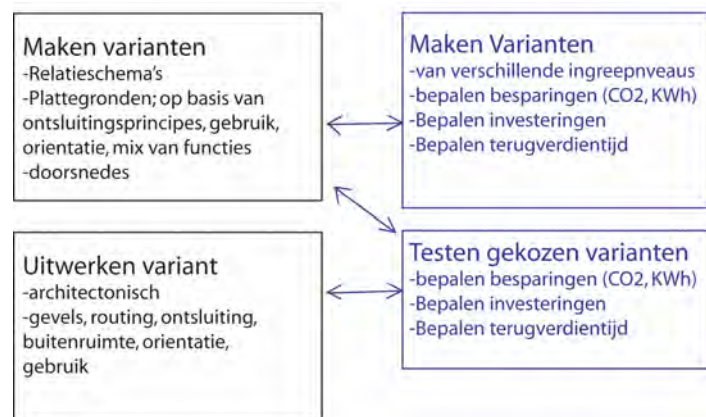 Maken varianten
-Relatieschema's
-Plattegronden; op basis van
ontsluitingsprincipes, gebruik,
orientatie, mix van functies
-doorsnedes
Maken Varianten
-van verschillende ingreepnveaus
-bepalen besparingen (CO2, KWh)
-Bepalen investeringen
-Bepalen terugverdientijd
Uitwerken variant
-architectonisch
-gevels, routing, ontsluiting,
buitenruimte, orientatie,
gebruik
Testen gekozen varianten
-bepalen besparingen (CO2, KWh)
-Bepalen investeringen
-Bepalen terugverdientijd